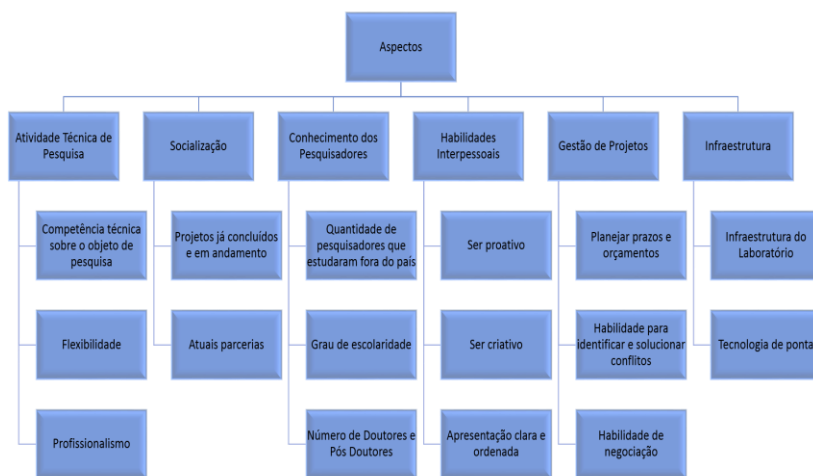 Aspectos
Atividade Técnica de
Pesquisa
Socialização
Conhecimento dos
Pesquisadores
Habilidades
Interpessoais
Gestão de Projetos
Infraestrutura
Competência técnica
sobre o objeto de
pesquisa
Projetos já concluídos
e em andamento
Quantidade de
pesquisadores que
estudaram fora do país
Ser proativo
Planejar prazos e
orçamentos
Infraestrutura do
Laboratório
Flexibilidade
Atuais parcerias
Grau de escolaridade
Ser criativo
Habilidade para
identificar e solucionar
conflitos
Tecnologia de ponta
Profissionalismo
Número de Doutores e
Pós Doutores
Apresentação clara e
ordenada
Habilidade de
negociação